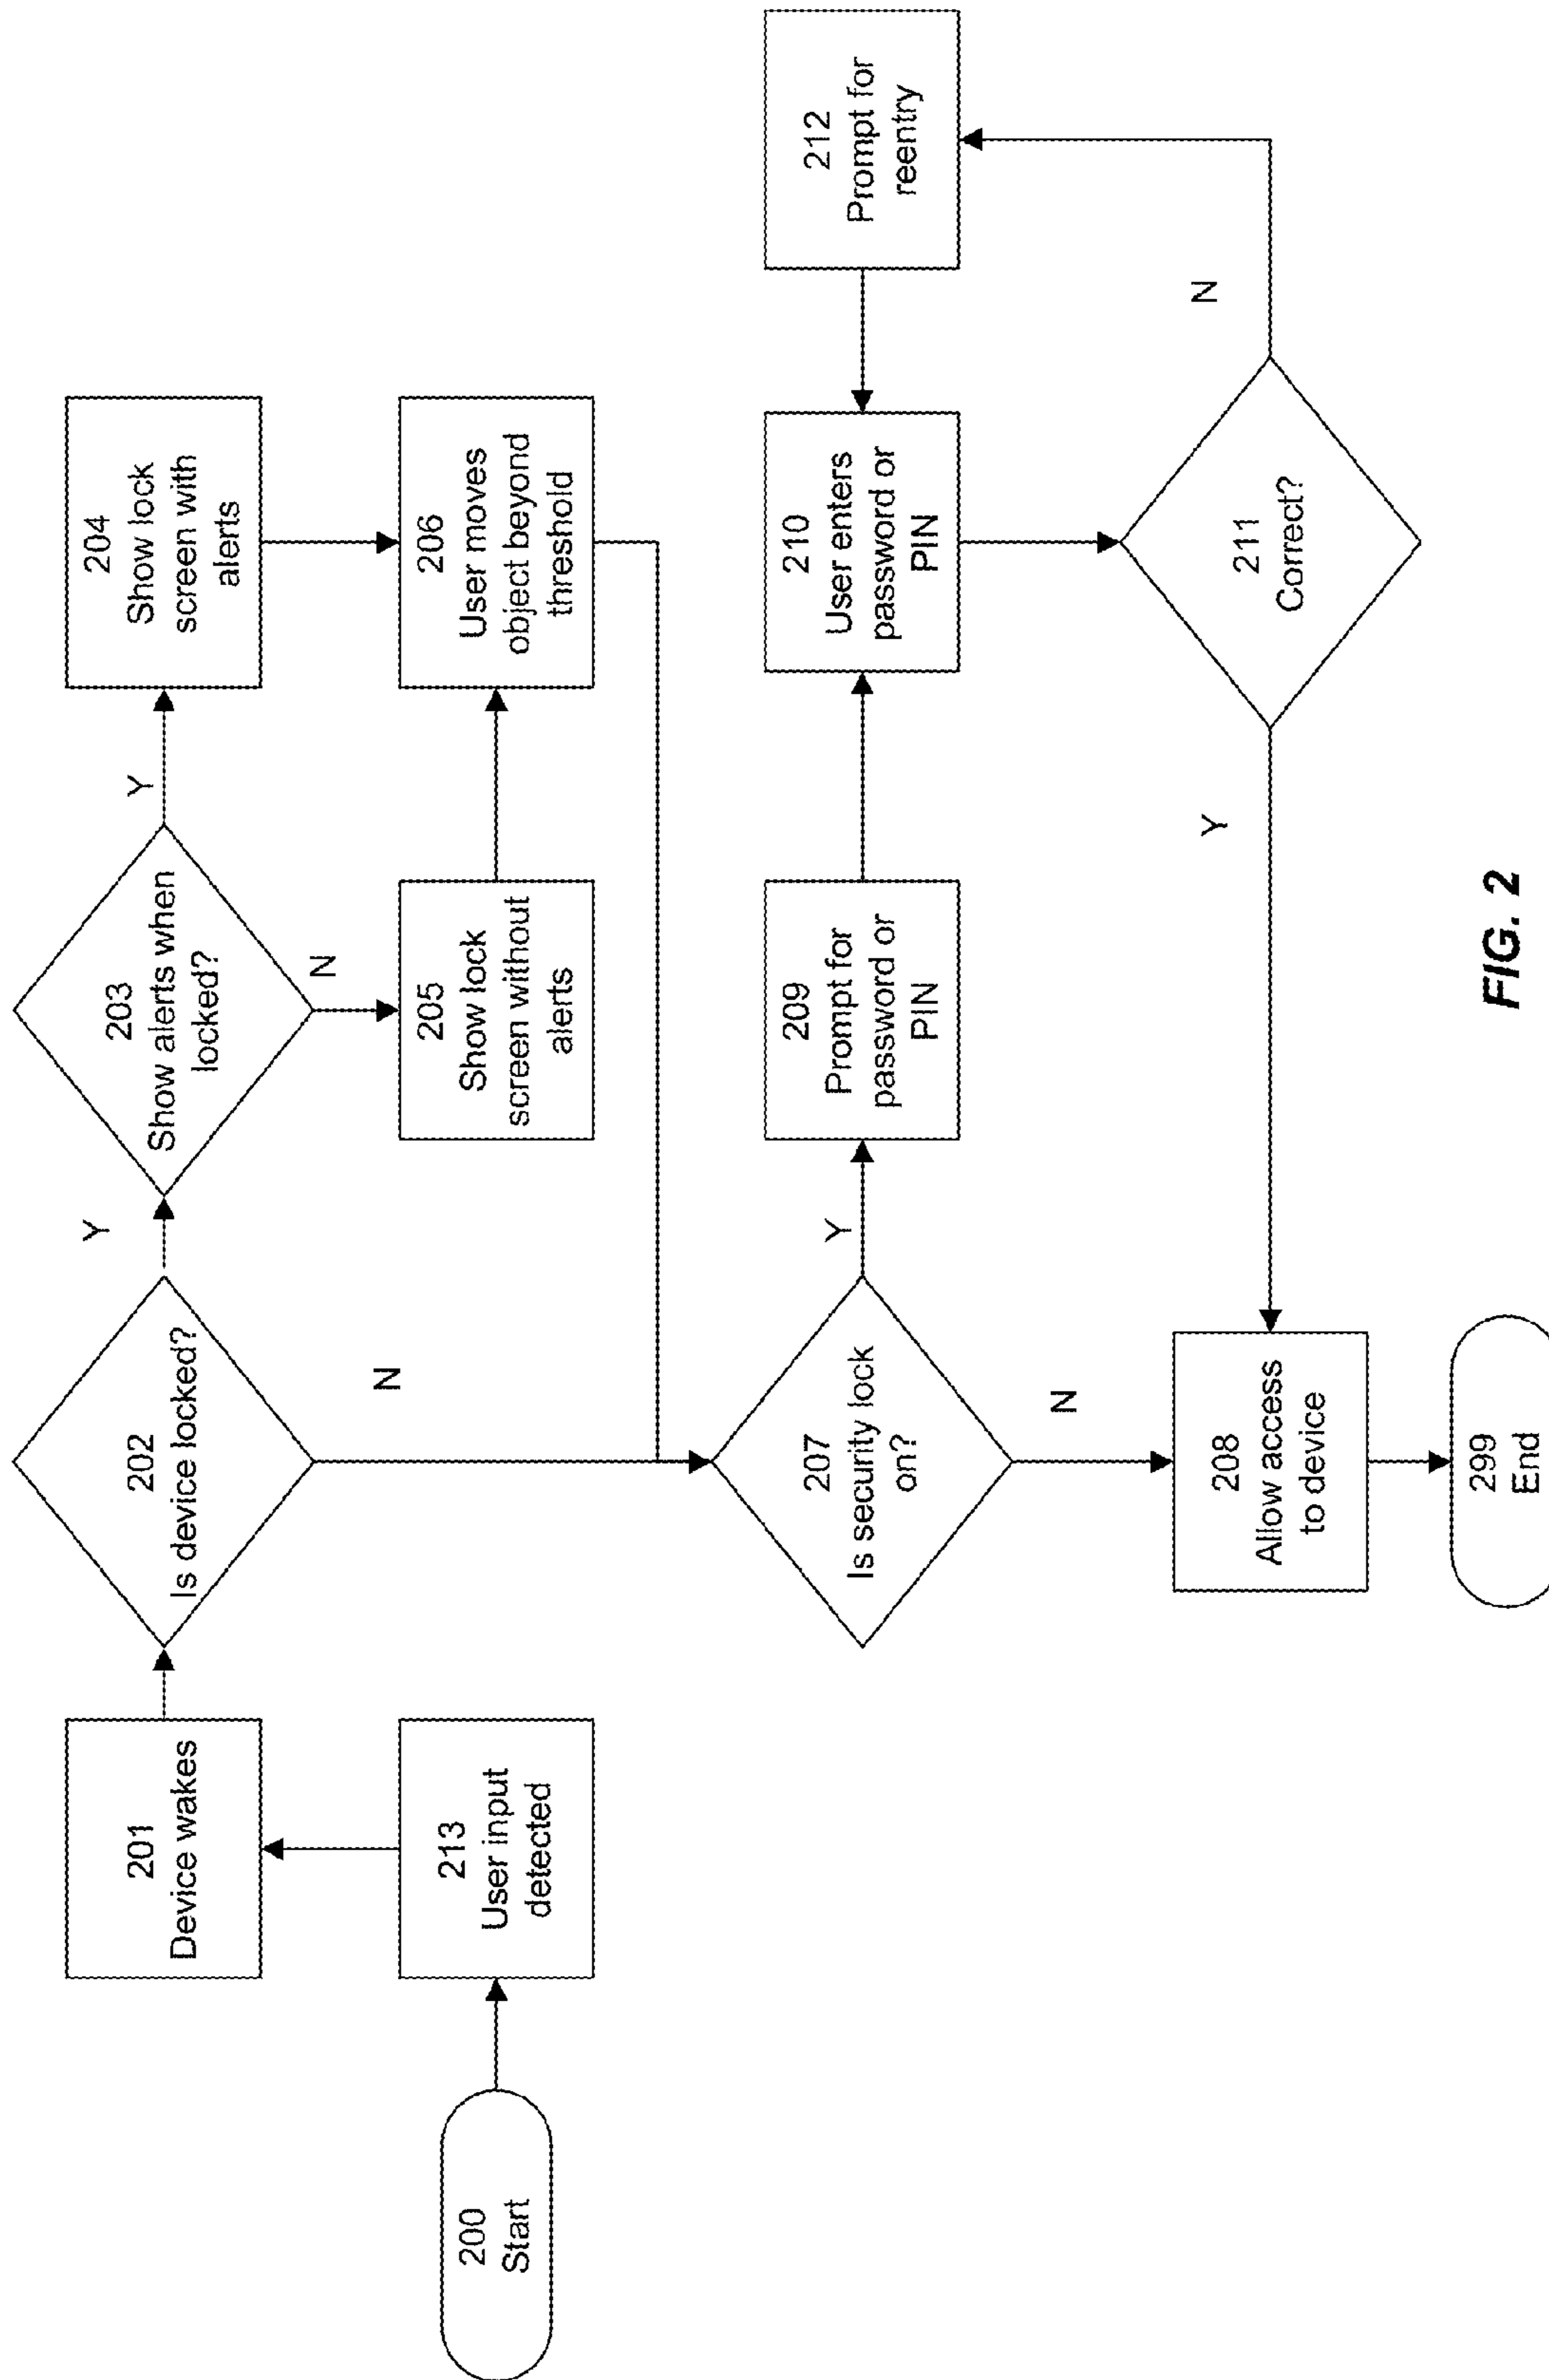 200
Start
213
User input
detected
201
Device wakes
202
Is device locked?
Y
N
203
Show alerts when
locked?
Y
N
204
Show lock
screen with
alerts
205
Show lock
screen without
alerts
206
User moves
object beyond
threshold
207
Is security lock
on?
Y
N
208
Allow access
to device
209
Prompt for
password or
PIN
210
User enters
password or
PIN
211
Correct?
Y
N
212
Prompt for
reentry
299
End
FIG. 2